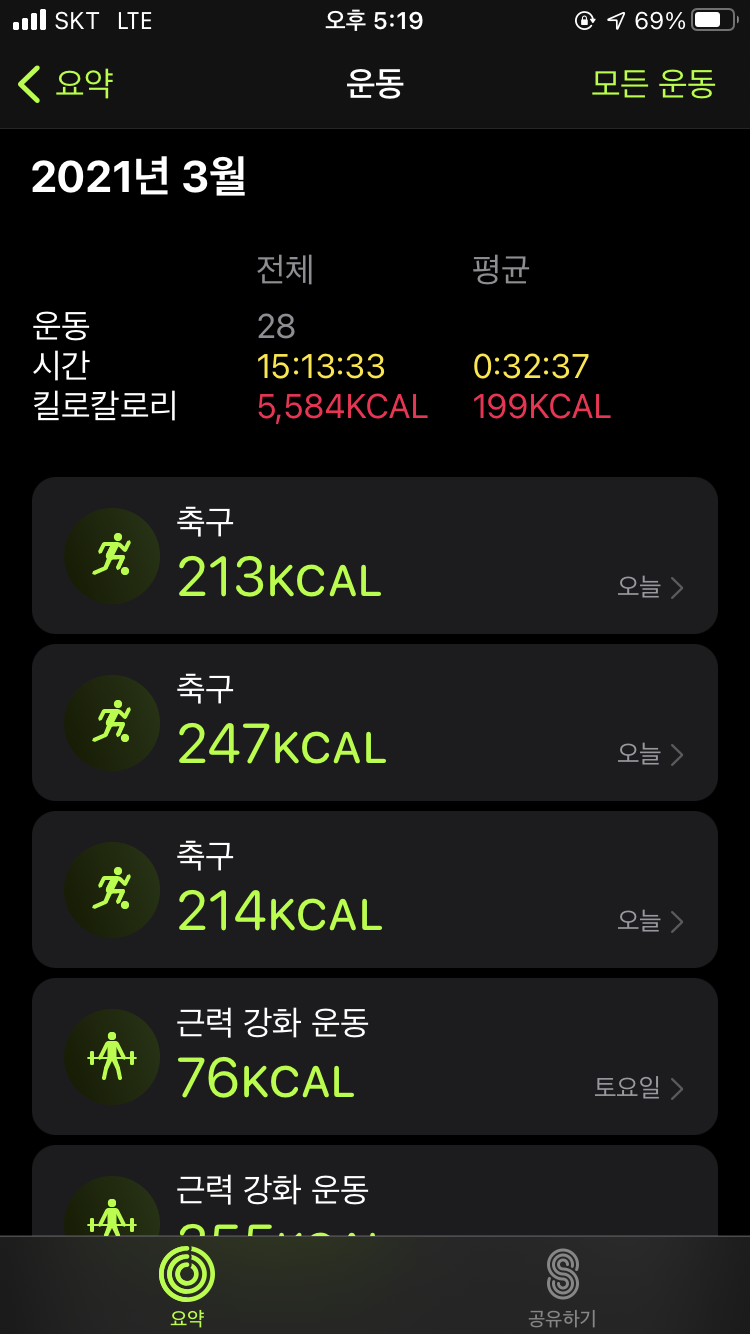 SKT LTE 오후 5:19 69%
요약 운동 모든 운동
2021년 3월
전체 평균
운동 28
시간 15:13:33 0:32:37
킬로칼로리 5,584KCAL 199KCAL
축구
213KCAL
오늘
축구
247KCAL
오늘
축구
214KCAL
오늘
근력 강화 운동
76KCAL
토요일
근력 강화 운동
요약 공유하기